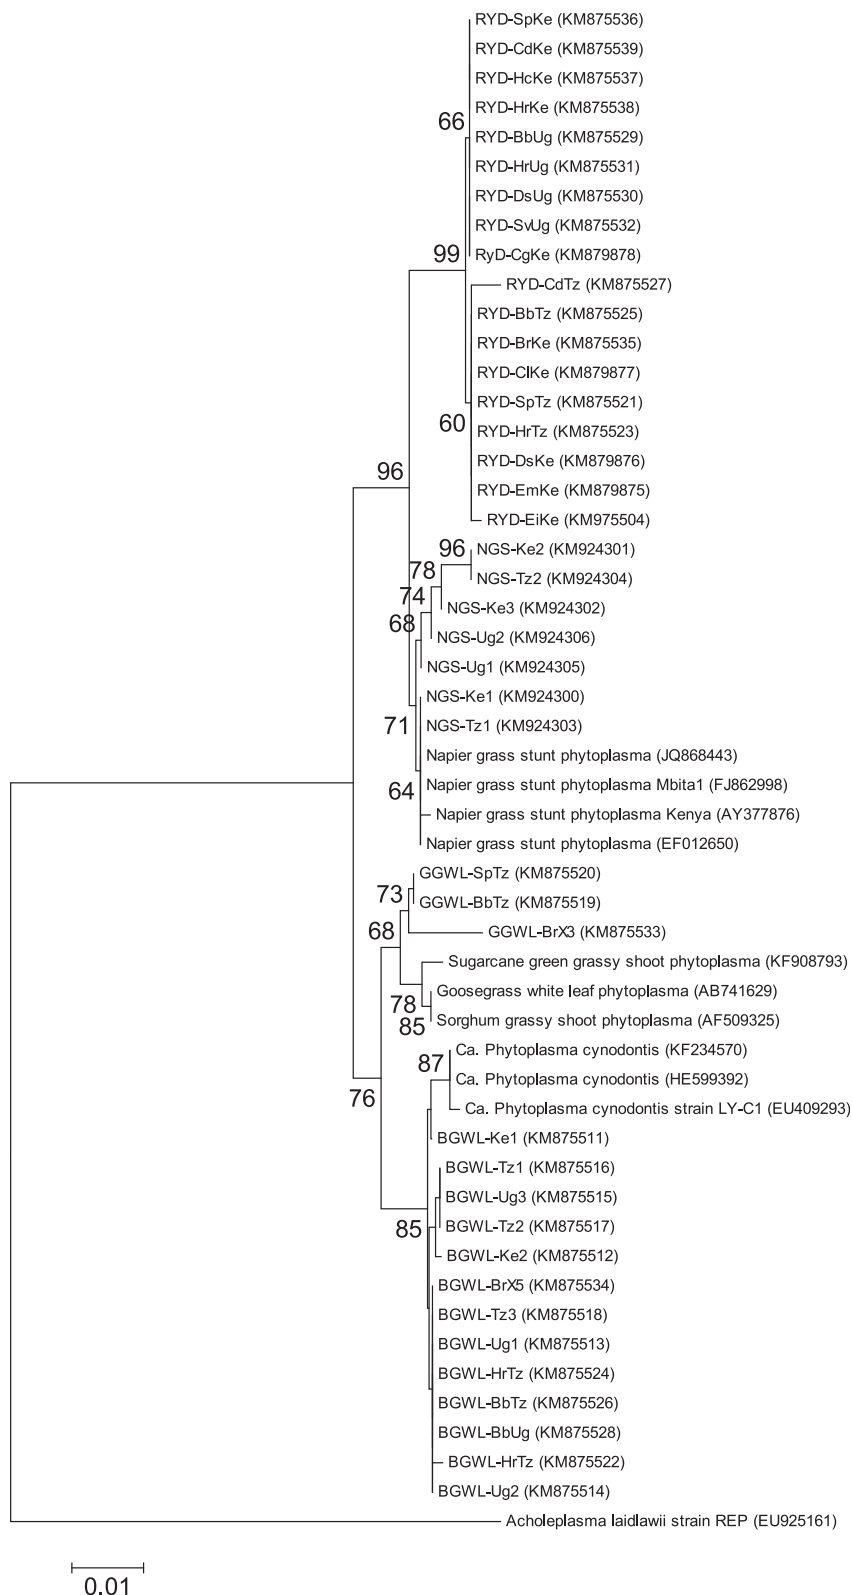 RYD-SpKe (KM875536)
RYD-CdKe (KM875539)
RYD-HcKe (KM875537)
RYD-HrKe (KM875538)
66
RYD-BbUg (KM875529)
RYD-HrUg (KM875531)
RYD-DsUg (KM875530)
RYD-SvUg (KM875532)
99
RyD-CgKe (KM879878)
RYD-CdTz (KM875527)
RYD-BbTz (KM875525)
RYD-BrKe (KM875535)
RYD-ClKe (KM879877)
RYD-SpTz (KM875521)
60
RYD-HrTz (KM875523)
RYD-DsKe (KM879876)
96
RYD-EmKe (KM879875)
RYD-EiKe (KM975504)
96
NGS-Ke2 (KM924301)
78
NGS-Tz2 (KM924304)
74
NGS-Ke3 (KM924302)
68
NGS-Ug2 (KM924306)
NGS-Ug1 (KM924305)
NGS-Ke1 (KM924300)
71
NGS-Tz1 (KM924303)
Napier grass stunt phytoplasma (JQ868443)
64
Napier grass stunt phytoplasma Mbita1 (FJ862998)
Napier grass stunt phytoplasma Kenya (AY377876)
Napier grass stunt phytoplasma (EF012650)
GGWL-SpTz (KM875520)
73
GGWL-BbTz (KM875519)
68
GGWL-BrX3 (KM875533)
Sugarcane green grassy shoot phytoplasma (KF908793)
78
Goosegrass white leaf phytoplasma (AB741629)
85
Sorghum grassy shoot phytoplasma (AF509325)
Ca. Phytoplasma cynodontis (KF234570)
87
Ca. Phytoplasma cynodontis (HE599392)
76
Ca. Phytoplasma cynodontis strain LY-C1 (EU409293)
BGWL-Ke1 (KM875511)
BGWL-Tz1 (KM875516)
BGWL-Ug3 (KM875515)
85
BGWL-Tz2 (KM875517)
BGWL-Ke2 (KM875512)
BGWL-BrX5 (KM875534)
BGWL-Tz3 (KM875518)
BGWL-Ug1 (KM875513)
BGWL-HrTz (KM875524)
BGWL-BbTz (KM875526)
BGWL-BbUg (KM875528)
BGWL-HrTz (KM875522)
BGWL-Ug2 (KM875514)
Acholeplasma laidlawii strain REP (EU925161)
0.01